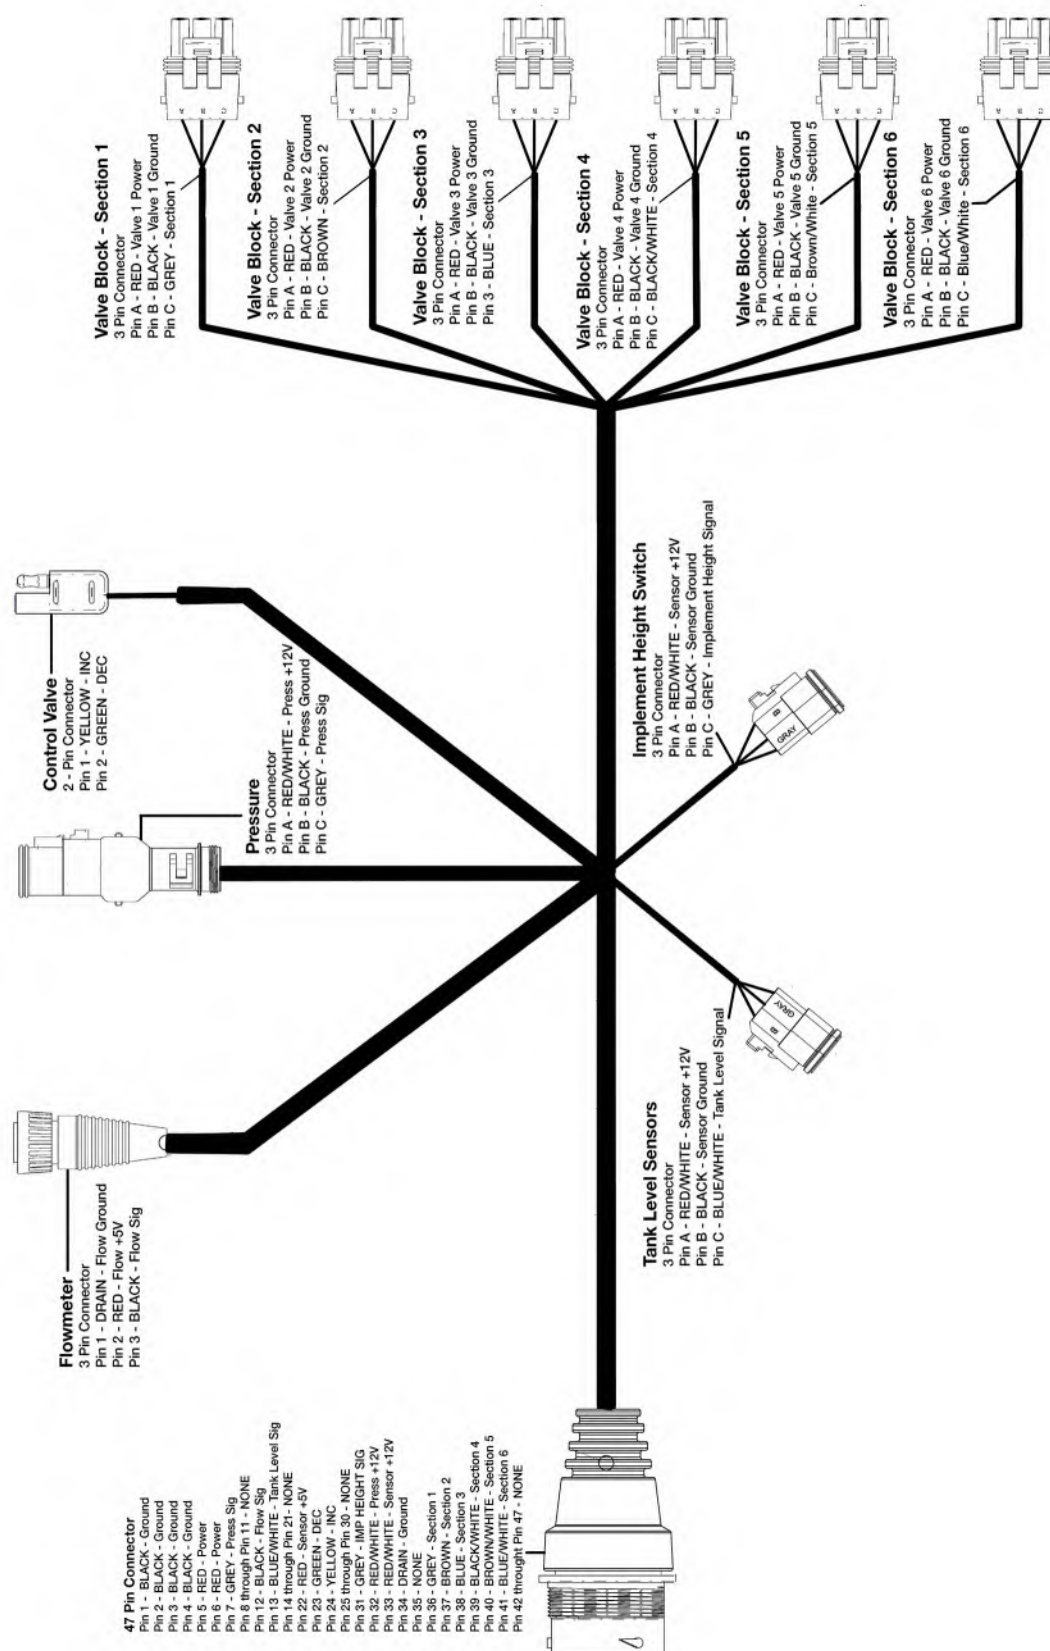 47 Pin Connector
Pin 1 - BLACK - Ground
Pin 2 - BLACK - Ground
Pin 3 - BLACK - Ground
Pin 4 - BLACK - Ground
Pin 5 - RED - Power
Pin 6 - RED - Power
Pin 7 - GREY - Press Sig
Pin 8 through Pin 11 - NONE
Pin 12 - BLACK - Flow Sig
Pin 13 - BLUE/WHITE - Tank Level Sig
Pin 14 through Pin 21- NONE
Pin 22 - RED - Sensor +5V
Pin 23 - GREEN - DEC
Pin 24 - YELLOW - INC
Pin 25 through Pin 30 - NONE
Pin 31 - GREY - IMP HEIGHT SIG
Pin 32 - RED/WHITE - Press +12V
Pin 33 - RED/WHITE - Sensor +12V
Pin 34 - DRAIN - Ground
Pin 35 - NONE
Pin 36 - GREY - Section 1
Pin 37 - BROWN - Section 2
Pin 38 - BLUE - Section 3
Pin 39 - BLACK/WHITE - Section 4
Pin 40 - BROWN/WHITE - Section 5
Pin 41 - BLUE/WHITE - Section 6
Pin 42 throught Pin 47 - NONE
Flowmeter
3 Pin Connector
Pin 1 - DRAIN - Flow Ground
Pin 2 - RED - Flow +5V
Pin 3 - BLACK - Flow Sig
Tank Level Sensors
3 Pin Connector
Pin A - RED/WHITE - Sensor +12V
Pin B - BLACK - Sensor Ground
Pin C - BLUE/WHITE - Tank Level Signal
B
GRAY
Pressure
3 Pin Connector
Pin A - RED/WHITE - Press +12V
Pin B - BLACK - Press Ground
Pin C - GREY - Press Sig
Control Valve
2 - Pin Connector
Pin 1 - YELLOW - INC
Pin 2 - GREEN - DEC
Implement Height Switch
3 Pin Connector
Pin A - RED/WHITE - Sensor +12V
Pin B - BLACK - Sensor Ground
Pin C - GREY - Implement Height Signal
B
GRAY
Valve Block - Section 1
3 Pin Connector
Pin A - RED - Valve 1 Power
Pin B - BLACK - Valve 1 Ground
Pin C - GREY - Section 1
A B C
Valve Block - Section 2
3 Pin Connector
Pin A - RED - Valve 2 Power
Pin B - BLACK - Valve 2 Ground
Pin C - BROWN - Section 2
A B C
Valve Block - Section 3
3 Pin Connector
Pin A - RED - Valve 3 Power
Pin B - BLACK - Valve 3 Ground
Pin 3 - BLUE - Section 3
A B C
Valve Block - Section 4
3 Pin Connector
Pin A - RED - Valve 4 Power
Pin B - BLACK - Valve 4 Ground
Pin C - BLACK/WHITE - Section 4
A B C
Valve Block - Section 5
3 Pin Connector
Pin A - RED - Valve 5 Power
Pin B - BLACK - Valve 5 Ground
Pin C - Brown/White - Section 5
A B C
Valve Block - Section 6
3 Pin Connector
Pin A - RED - Valve 6 Power
Pin B - BLACK - Valve 6 Ground
Pin C - Blue/White - Section 6
A B C